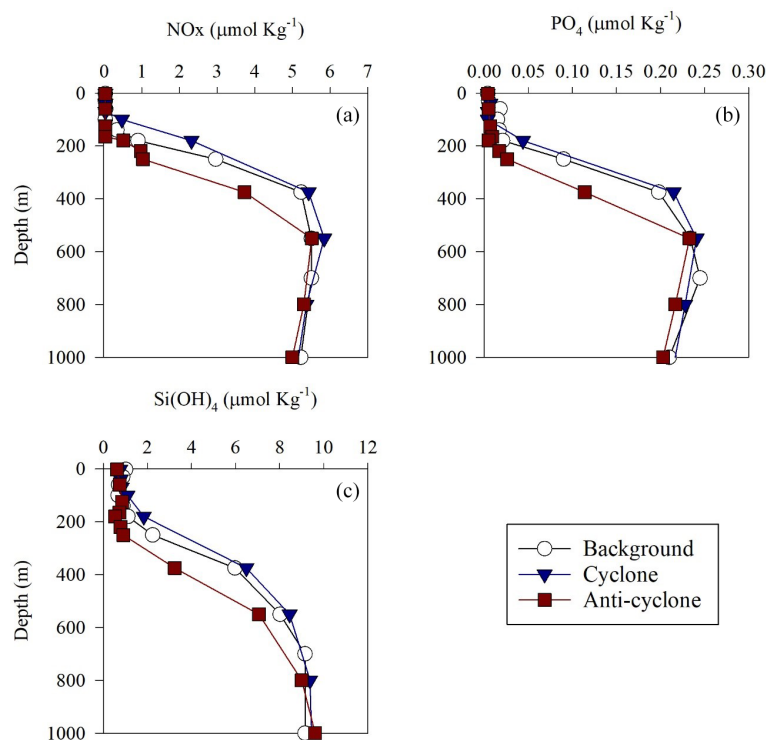 NOx (μmol Kg⁻¹)
0 1 2 3 4 5 6 7
Depth (m)
0
200
400
600
800
1000
(a)
PO₄ (μmol Kg⁻¹)
0.00 0.05 0.10 0.15 0.20 0.25 0.30
0
200
400
600
800
1000
(b)
Si(OH)₄ (μmol Kg⁻¹)
0 2 4 6 8 10 12
Depth (m)
0
200
400
600
800
1000
(c)
Background
Cyclone
Anti-cyclone